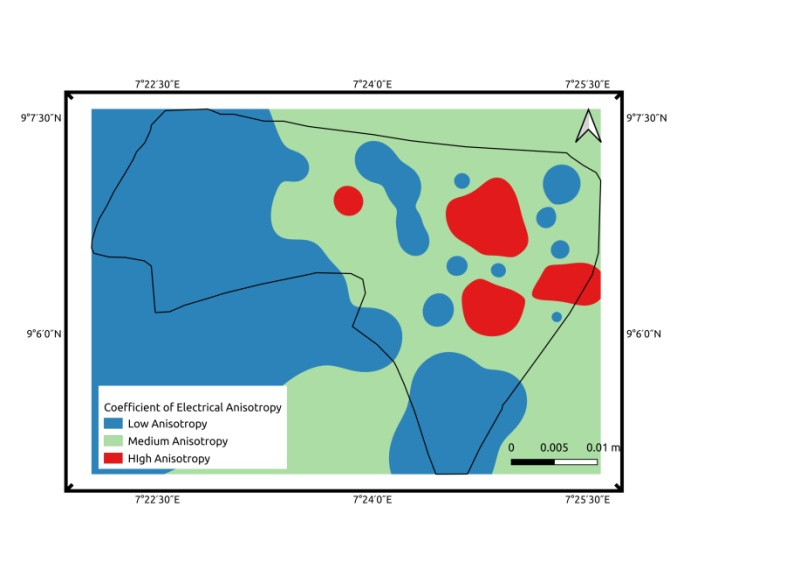 7°22′30″E 7°24′0″E 7°25′30″E
9°7′30″N 9°7′30″N
9°6′0″N 9°6′0″N
Coefficient of Electrical Anisotropy
Low Anisotropy
Medium Anisotropy
HIgh Anisotropy
0 0.005 0.01 m
7°22′30″E 7°24′0″E 7°25′30″E